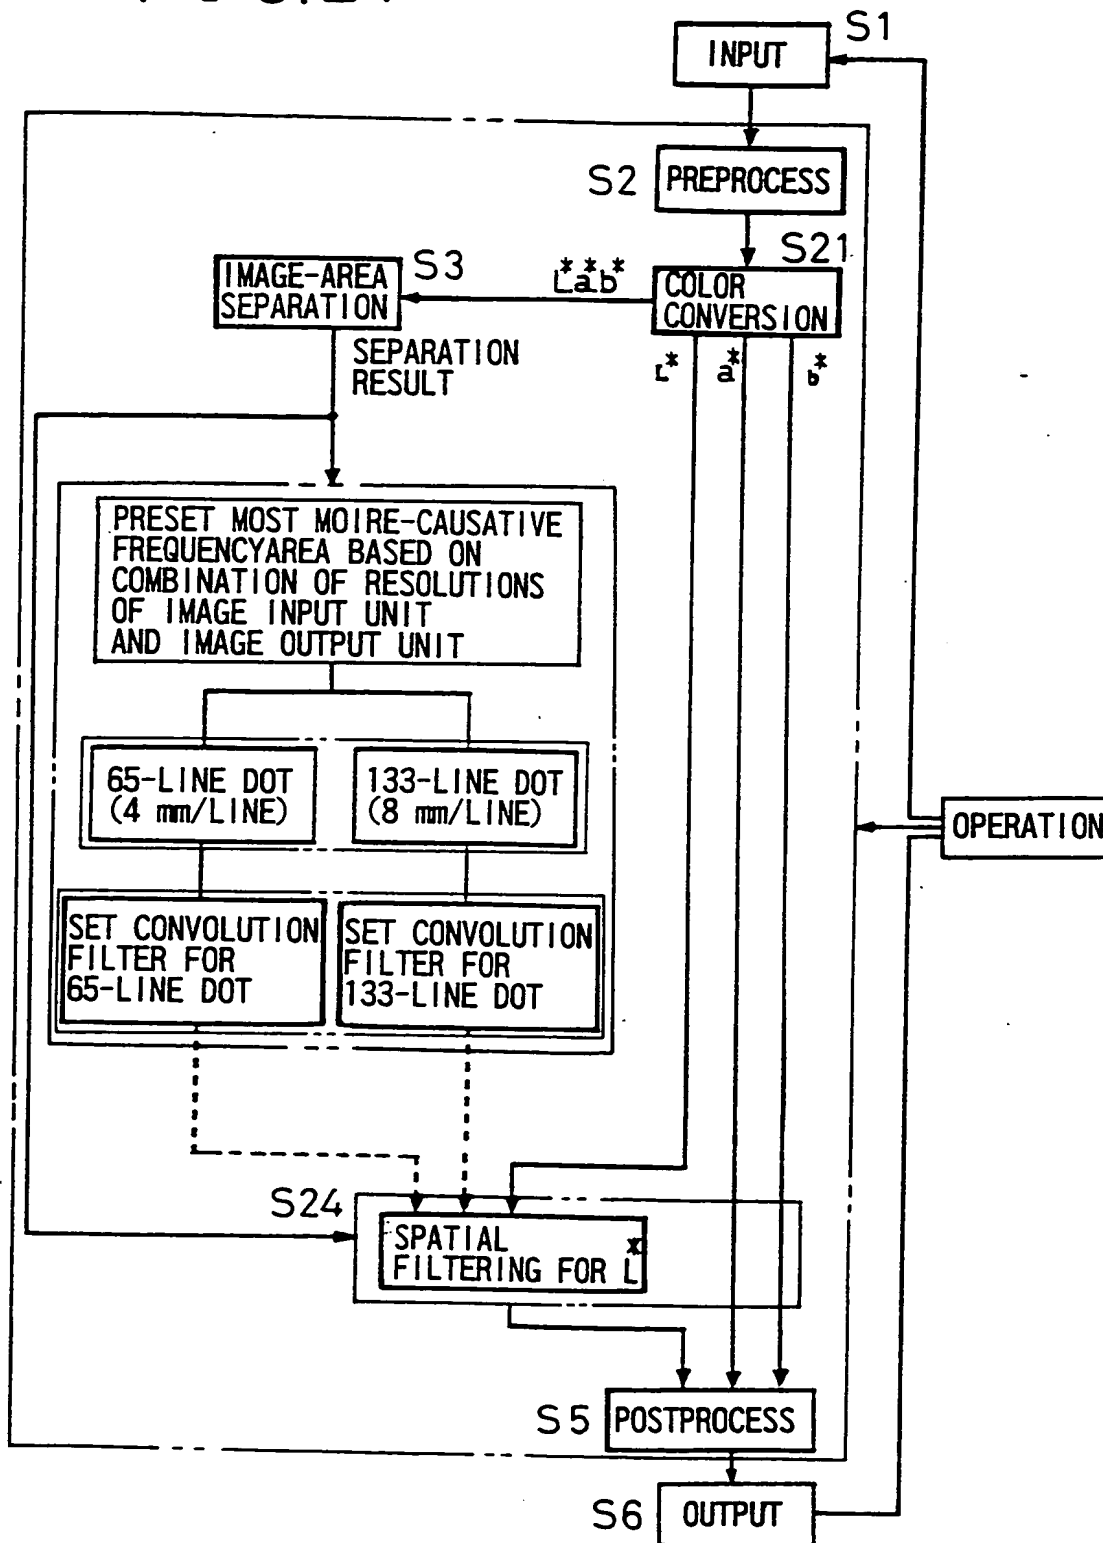 S1
INPUT
S2
PREPROCESS
S21
S3
L*a*b*
IMAGE-AREA
SEPARATION
COLOR
CONVERSION
SEPARATION
RESULT
L*
a*
b*
PRESET MOST MOIRE-CAUSATIVE
FREQUENCYAREA BASED ON
COMBINATION OF RESOLUTIONS
OF IMAGE INPUT UNIT
AND IMAGE OUTPUT UNIT
65-LINE DOT
(4 mm/LINE)
133-LINE DOT
(8 mm/LINE)
OPERATION
SET CONVOLUTION
FILTER FOR
65-LINE DOT
SET CONVOLUTION
FILTER FOR
133-LINE DOT
S24
SPATIAL
FILTERING FOR L*
S5
POSTPROCESS
S6
OUTPUT